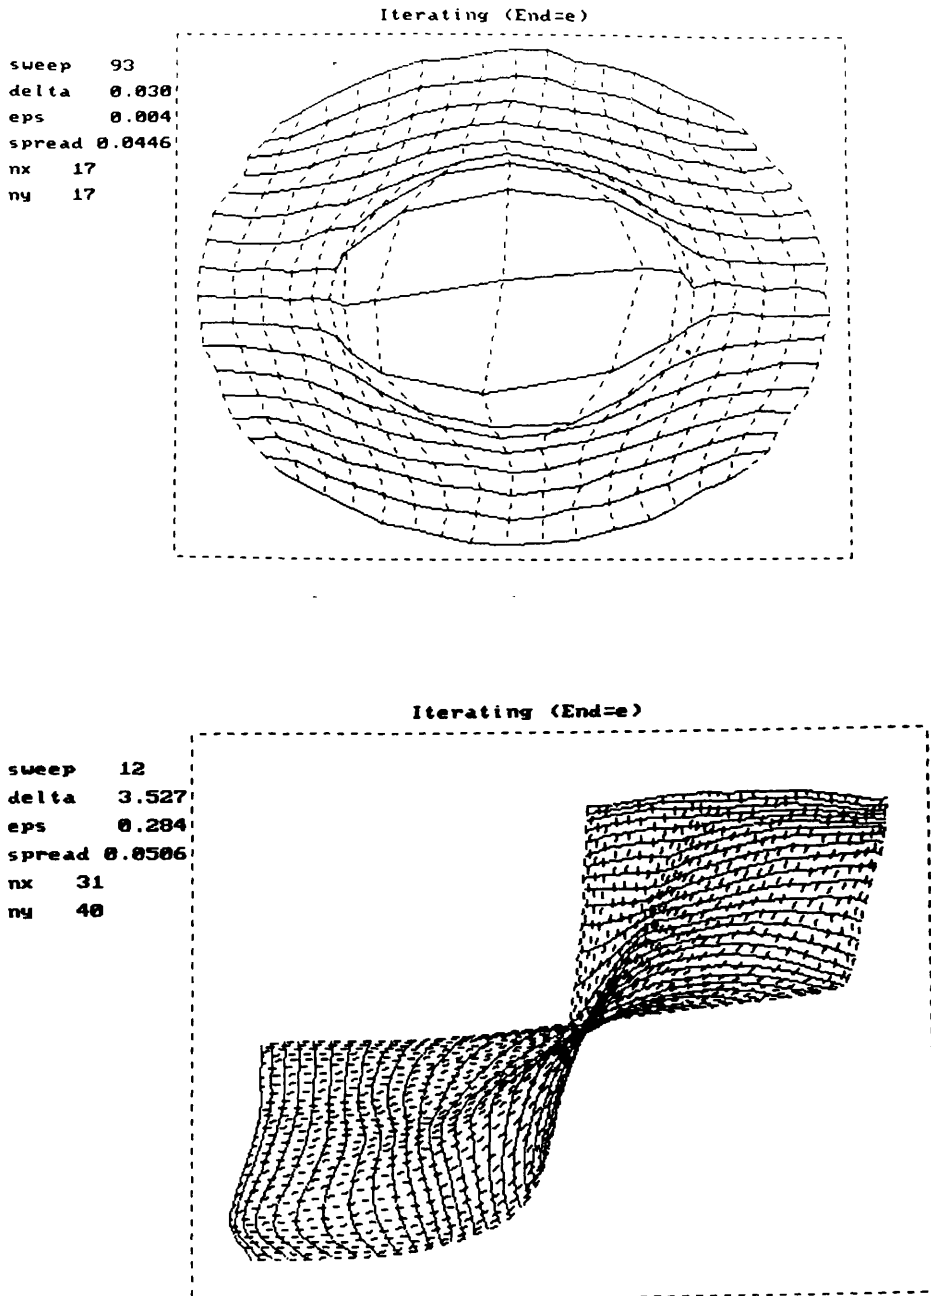 Iterating (End=e)
sweep 93
delta 0.030
eps 0.004
spread 0.0446
nx 17
ny 17
Iterating (End=e)
sweep 12
delta 3.527
eps 0.284
spread 0.0506
nx 31
ny 40